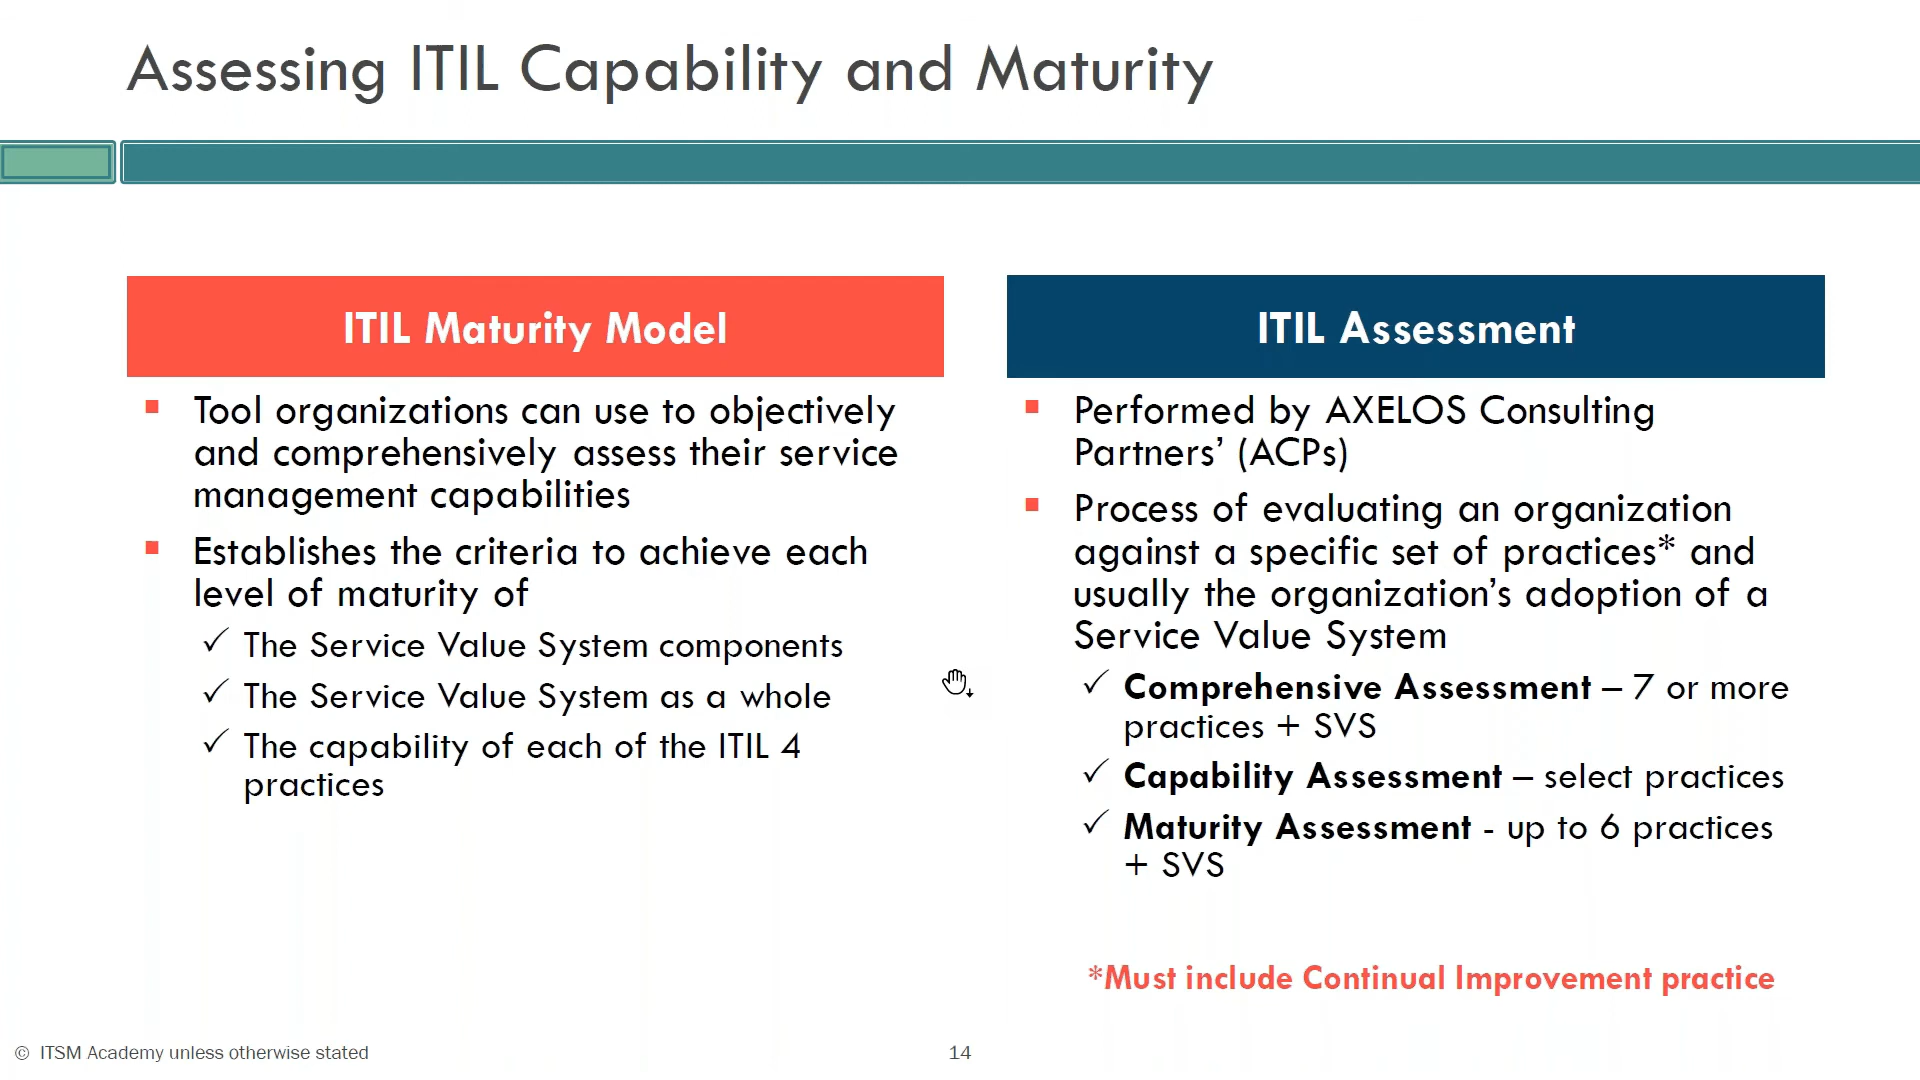 Assessing ITIL Capability and Maturity
ITIL Maturity Model
Tool organizations can use to objectively
and comprehensively assess their service
management capabilities
Establishes the criteria to achieve each
level of maturity of
The Service Value System components
The Service Value System as a whole
The capability of each of the ITIL 4
practices
ITIL Assessment
Performed by AXELOS Consulting
Partners’ (ACPs)
Process of evaluating an organization
against a specific set of practices* and
usually the organization’s adoption of a
Service Value System
Comprehensive Assessment – 7 or more
practices + SVS
Capability Assessment – select practices
Maturity Assessment - up to 6 practices
+ SVS
*Must include Continual Improvement practice
© ITSM Academy unless otherwise stated
14